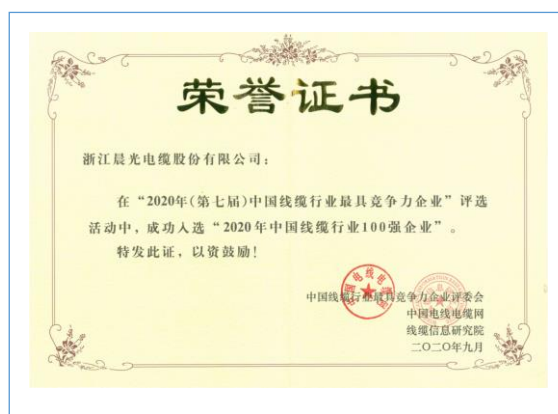 荣誉证书
浙江晨光电缆股份有限公司：
在“2020年(第七届)中国线缆行业最具竞争力企业”评选
活动中，成功入选“2020年中国线缆行业100强企业”。
特发此证，以资鼓励！
中国线缆行业最具竞争力企业评委会
中国电线电缆网
线缆信息研究院
二〇二〇年九月